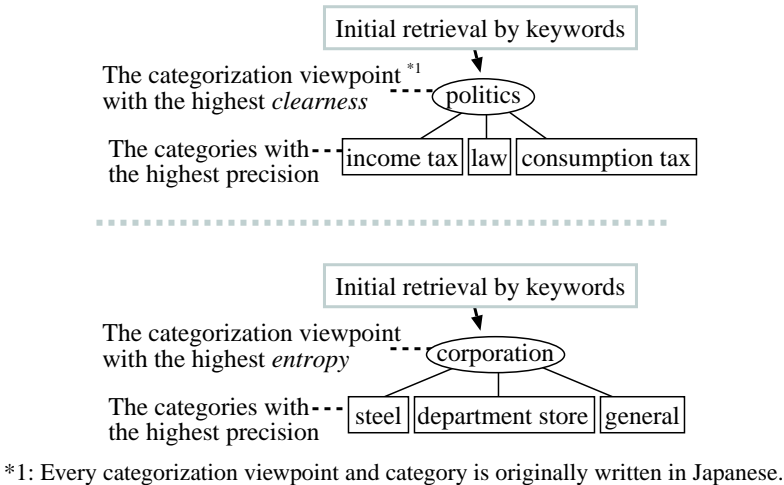 Initial retrieval by keywords
The categorization viewpoint *1
with the highest clearness
politics
The categories with
the highest precision
income tax
law
consumption tax
Initial retrieval by keywords
The categorization viewpoint
with the highest entropy
corporation
The categories with
the highest precision
steel
department store
general
*1: Every categorization viewpoint and category is originally written in Japanese.